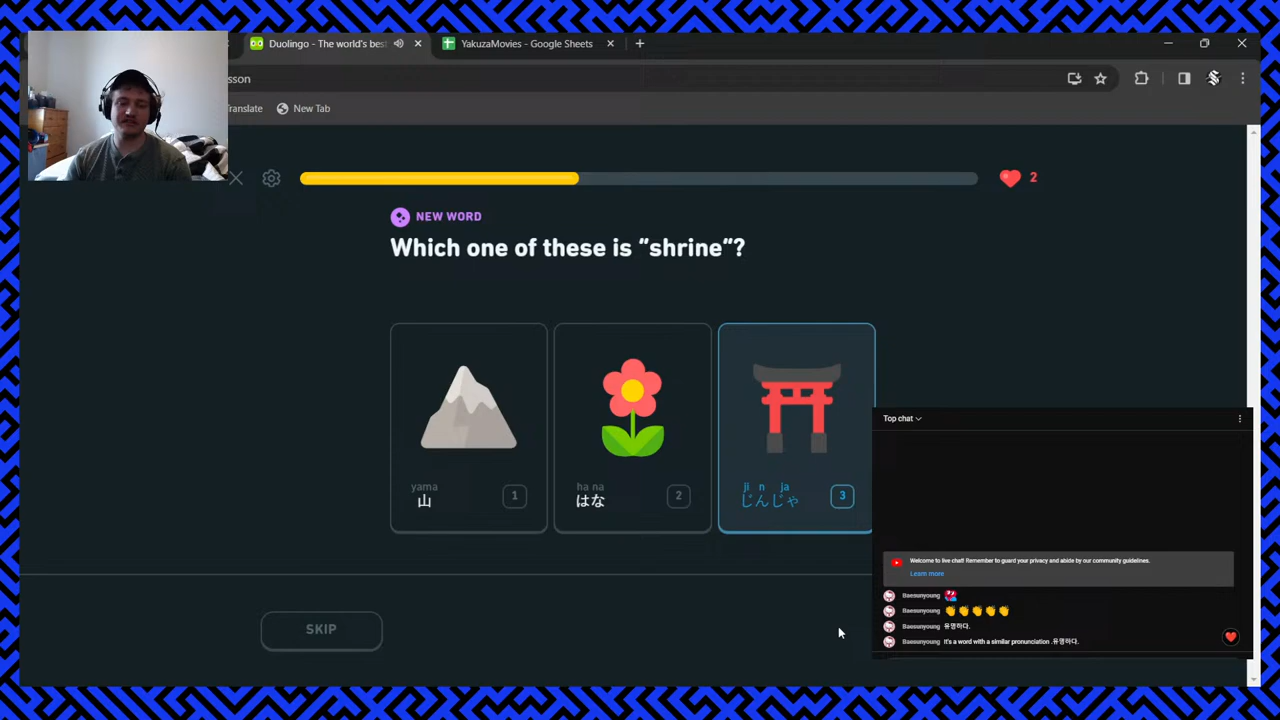 Duolingo - The world's bes
YakuzaMovies - Google Sheets
sson
Translate
New Tab
2
NEW WORD
Which one of these is “shrine”?
yama
山
1
ha na
はな
2
ji n ja
じんじゃ
3
SKIP
Top chat
Welcome to live chat! Remember to guard your privacy and abide by our community guidelines.
Learn more
Baesunyoung
Baesunyoung
Baesunyoung 유명하다.
Baesunyoung It's a word with a similar pronunciation .유명하다.